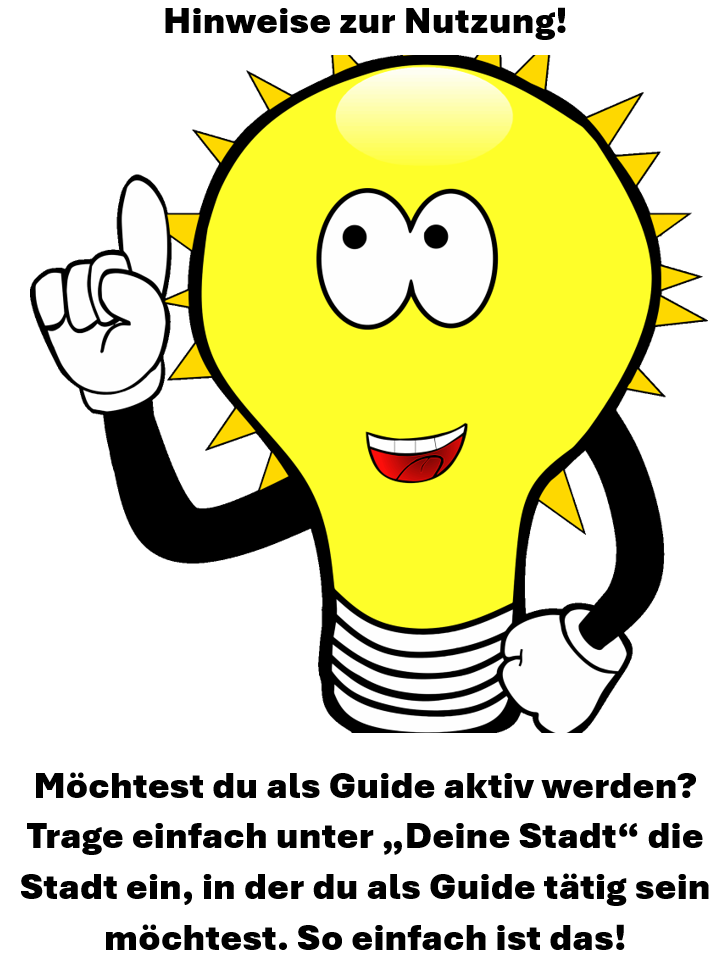 Hinweise zur Nutzung!
Möchtest du als Guide aktiv werden?
Trage einfach unter „Deine Stadt“ die
Stadt ein, in der du als Guide tätig sein
möchtest. So einfach ist das!